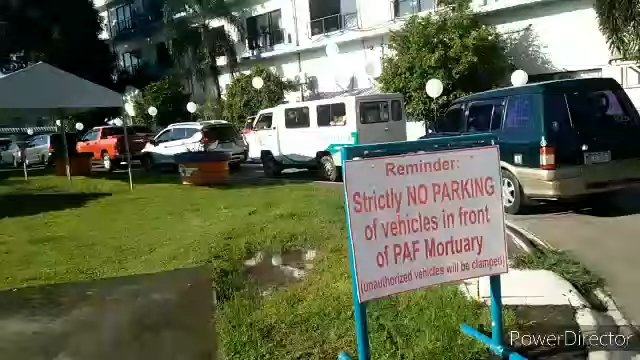 Reminder:
Strictly NO PARKING
of vehicles in front
of PAF Mortuary
(unauthorized vehicles will be clamped)
PowerDirector